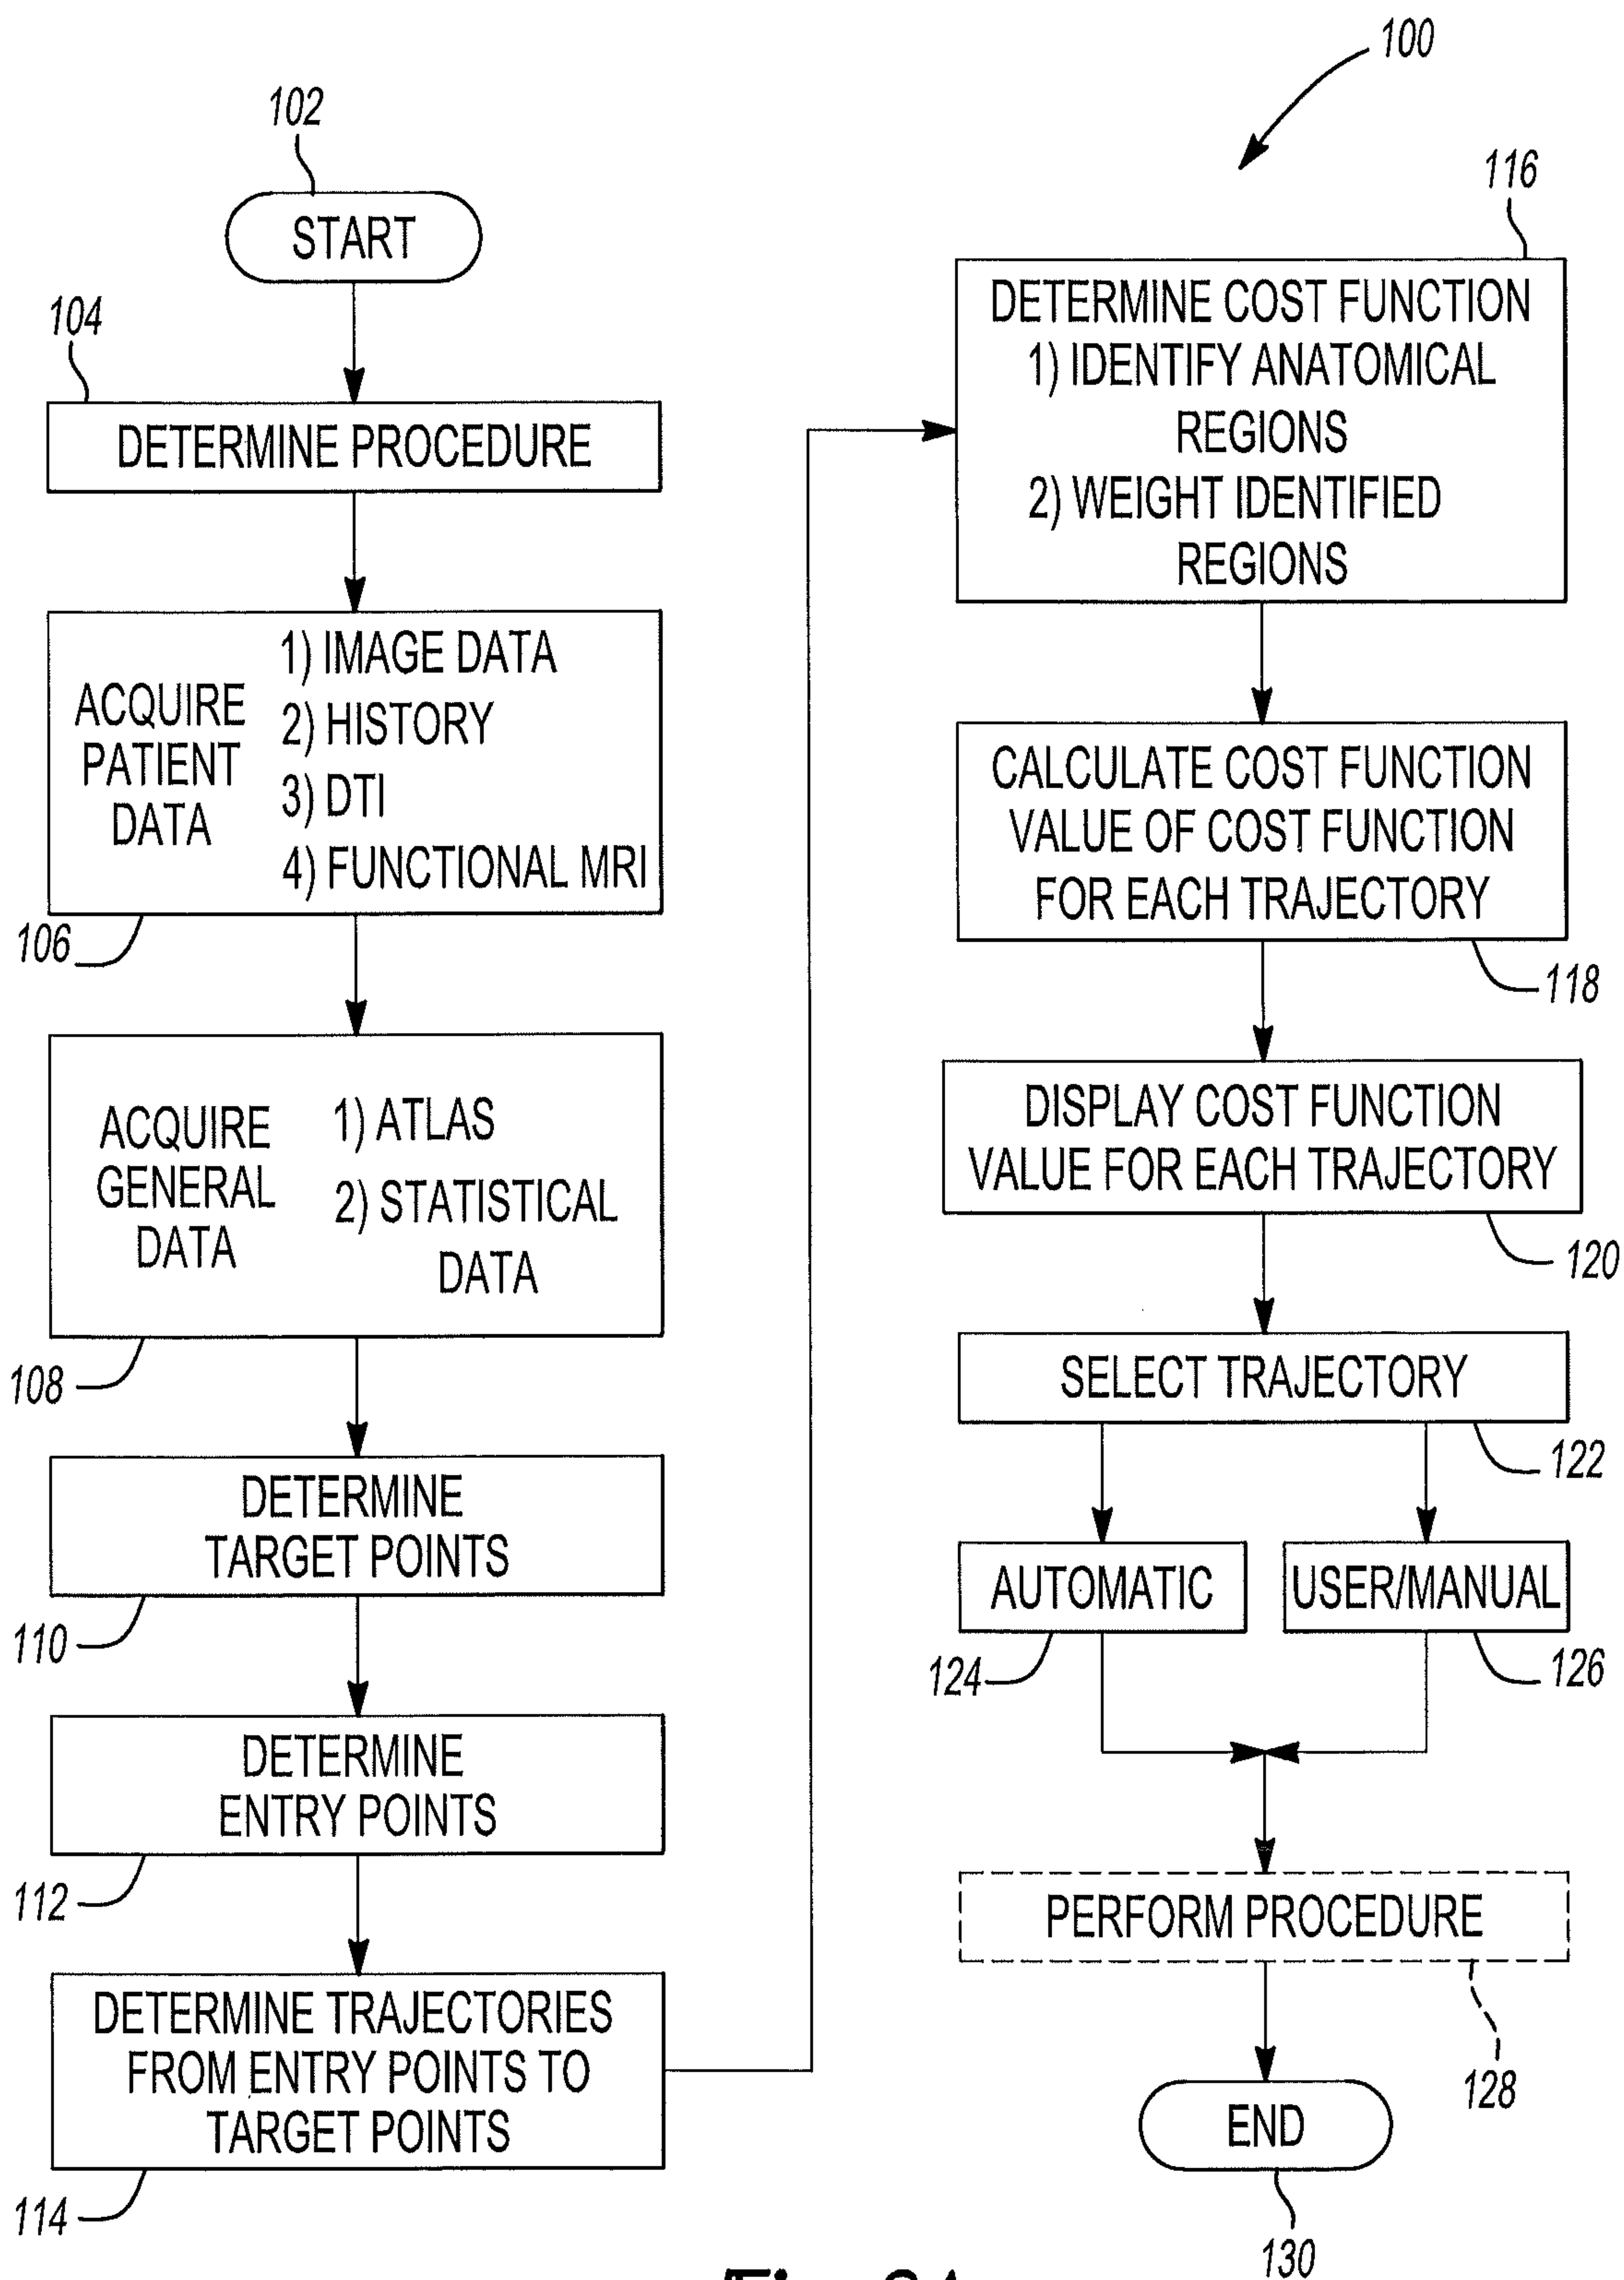 100
102
START
104
DETERMINE PROCEDURE
ACQUIRE
PATIENT
DATA
1) IMAGE DATA
2) HISTORY
3) DTI
4) FUNCTIONAL MRI
106
ACQUIRE
GENERAL
DATA
1) ATLAS
2) STATISTICAL
DATA
108
DETERMINE
TARGET POINTS
110
DETERMINE
ENTRY POINTS
112
DETERMINE TRAJECTORIES
FROM ENTRY POINTS TO
TARGET POINTS
114
116
DETERMINE COST FUNCTION
1) IDENTIFY ANATOMICAL
REGIONS
2) WEIGHT IDENTIFIED
REGIONS
CALCULATE COST FUNCTION
VALUE OF COST FUNCTION
FOR EACH TRAJECTORY
118
DISPLAY COST FUNCTION
VALUE FOR EACH TRAJECTORY
120
SELECT TRAJECTORY
122
AUTOMATIC
124
USER/MANUAL
126
PERFORM PROCEDURE
128
END
130